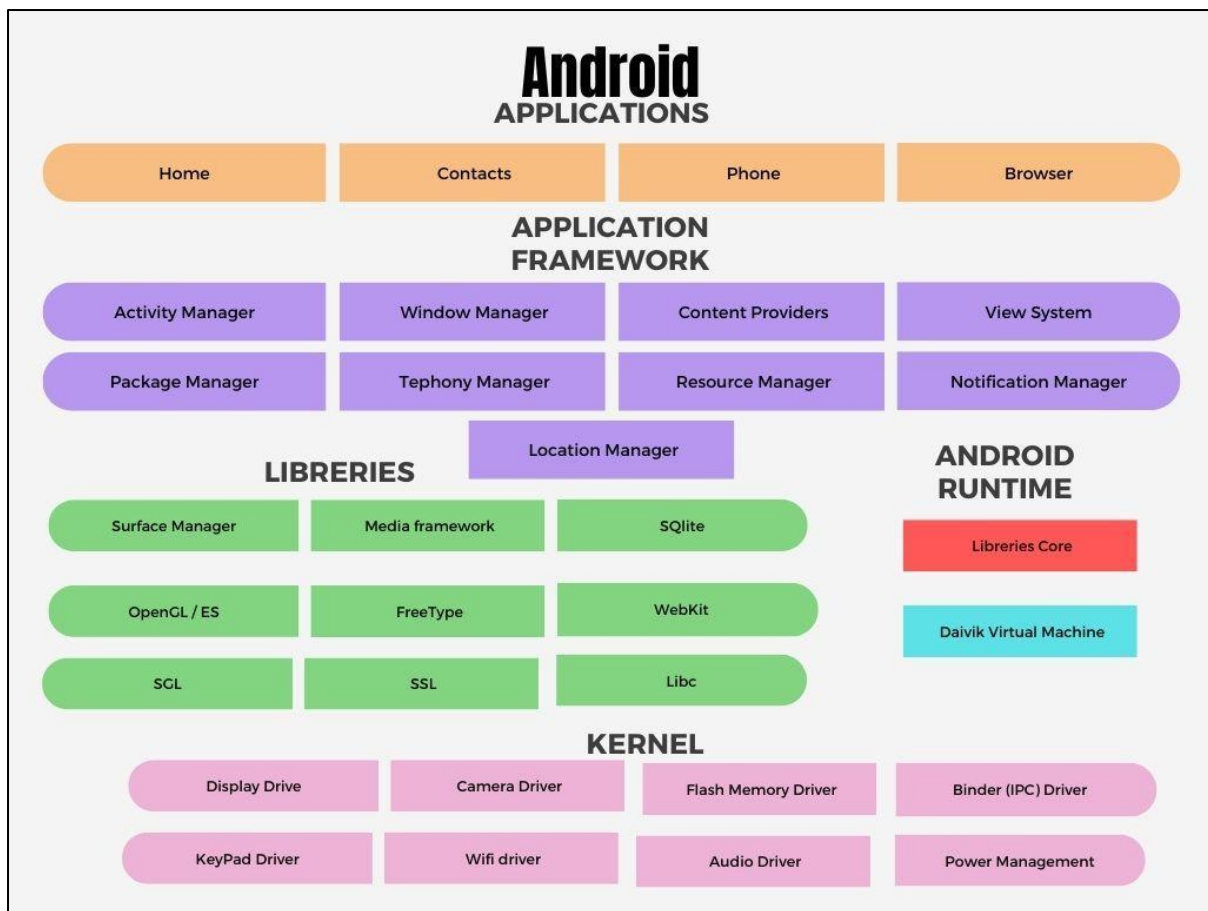 Android
APPLICATIONS
Home Contacts Phone Browser
APPLICATION
FRAMEWORK
Activity Manager Window Manager Content Providers View System
Package Manager Tephony Manager Resource Manager Notification Manager
Location Manager
LIBRERIES
Surface Manager Media framework SQlite
OpenGL / ES FreeType WebKit
SGL SSL Libc
ANDROID
RUNTIME
Libreries Core
Daivik Virtual Machine
KERNEL
Display Drive Camera Driver Flash Memory Driver Binder (IPC) Driver
KeyPad Driver Wifi driver Audio Driver Power Management